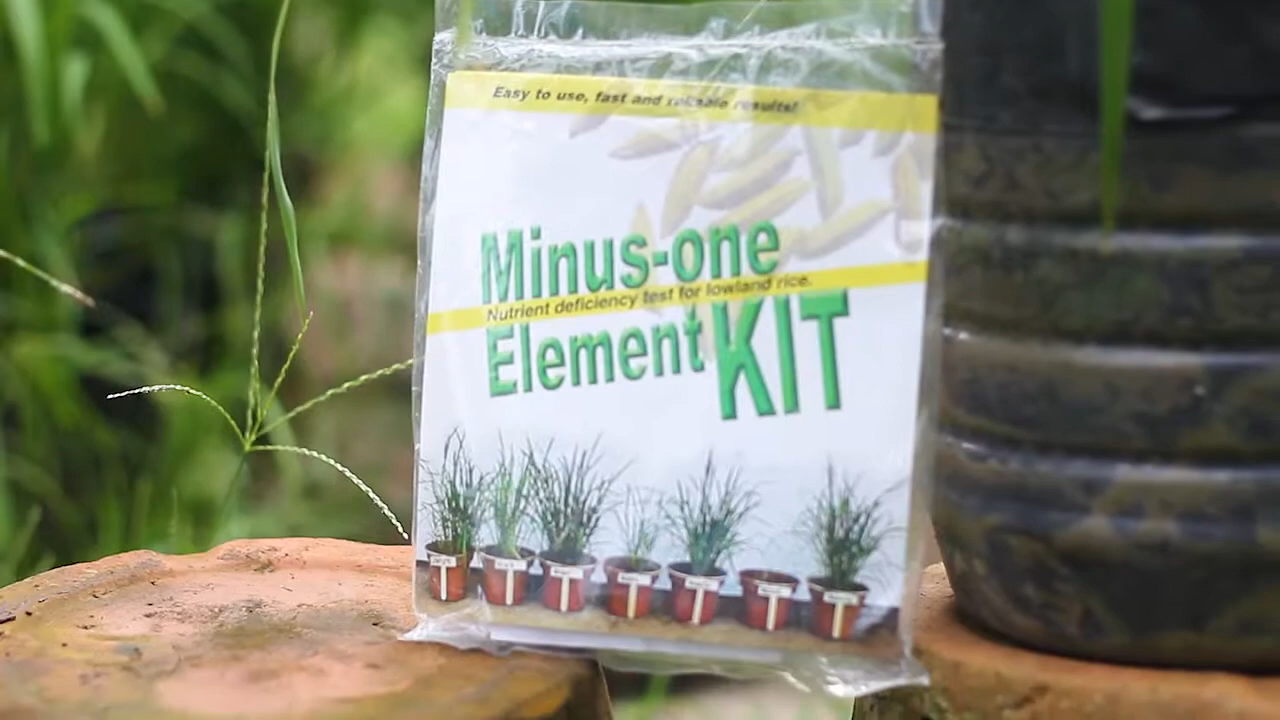 Easy to use, fast and reliable results!
Minus-one
Nutrient deficiency test for lowland rice.
Element KIT